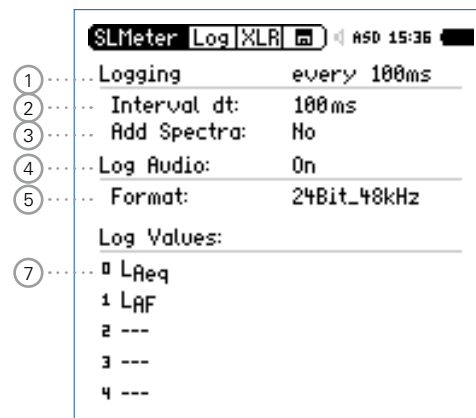 SLMeter Log XLR ASD 15:36
1 Logging every 100ms
2 Interval dt: 100ms
3 Add Spectra: No
4 Log Audio: On
5 Format: 24Bit_48kHz
Log Values:
7 0 LAeq
1 LAF
2 ---
3 ---
4 ---